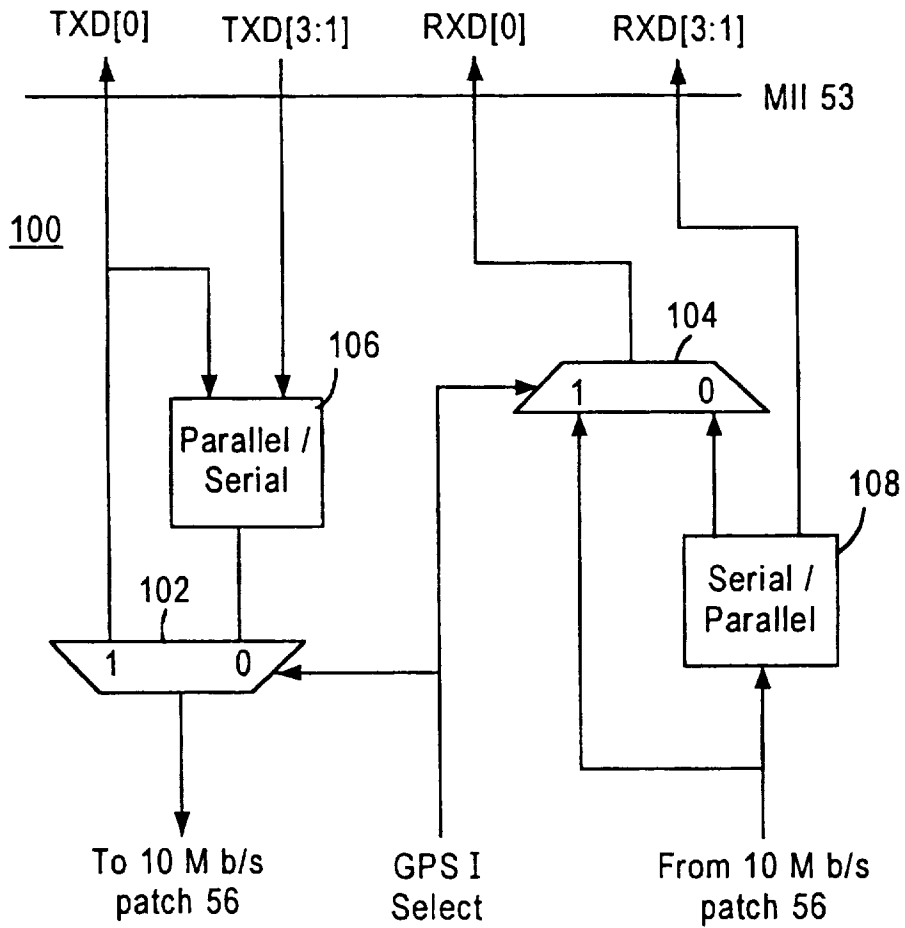 TXD[0] TXD[3:1] RXD[0] RXD[3:1]
MII 53
100
104
1 0
106
Parallel /
Serial
108
Serial /
Parallel
102
1 0
To 10 M b/s
patch 56
GPS I
Select
From 10 M b/s
patch 56